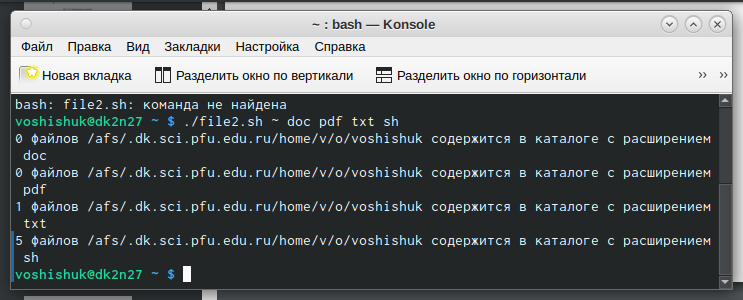 ~ : bash — Konsole
Файл Правка Вид Закладки Настройка Справка
Новая вкладка Разделить окно по вертикали Разделить окно по горизонтали
bash: file2.sh: команда не найдена
voshishuk@dk2n27 ~ $ ./file2.sh ~ doc pdf txt sh
0 файлов /afs/.dk.sci.pfu.edu.ru/home/v/o/voshishuk содержится в каталоге с расширением
doc
0 файлов /afs/.dk.sci.pfu.edu.ru/home/v/o/voshishuk содержится в каталоге с расширением
pdf
1 файлов /afs/.dk.sci.pfu.edu.ru/home/v/o/voshishuk содержится в каталоге с расширением
txt
5 файлов /afs/.dk.sci.pfu.edu.ru/home/v/o/voshishuk содержится в каталоге с расширением
sh
voshishuk@dk2n27 ~ $